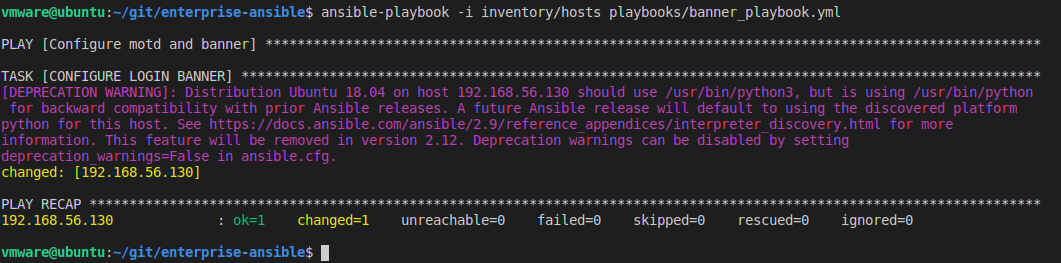 vmware@ubuntu:~/git/enterprise-ansible$ ansible-playbook -i inventory/hosts playbooks/banner_playbook.yml
PLAY [Configure motd and banner] *************************************************************************************************
TASK [CONFIGURE LOGIN BANNER] ****************************************************************************************************
[DEPRECATION WARNING]: Distribution Ubuntu 18.04 on host 192.168.56.130 should use /usr/bin/python3, but is using /usr/bin/python
for backward compatibility with prior Ansible releases. A future Ansible release will default to using the discovered platform
python for this host. See https://docs.ansible.com/ansible/2.9/reference_appendices/interpreter_discovery.html for more
information. This feature will be removed in version 2.12. Deprecation warnings can be disabled by setting
deprecation_warnings=False in ansible.cfg.
changed: [192.168.56.130]
PLAY RECAP ***********************************************************************************************************************
192.168.56.130             : ok=1    changed=1    unreachable=0    failed=0    skipped=0    rescued=0    ignored=0
vmware@ubuntu:~/git/enterprise-ansible$